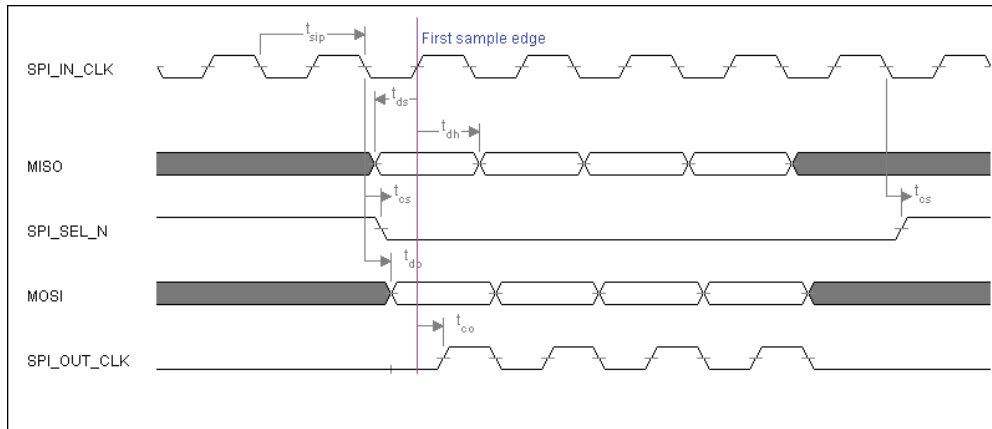 t_sip
First sample edge
SPI_IN_CLK
t_ds
t_dh
MISO
t_cs
t_cs
SPI_SEL_N
t_do
MOSI
t_co
SPI_OUT_CLK